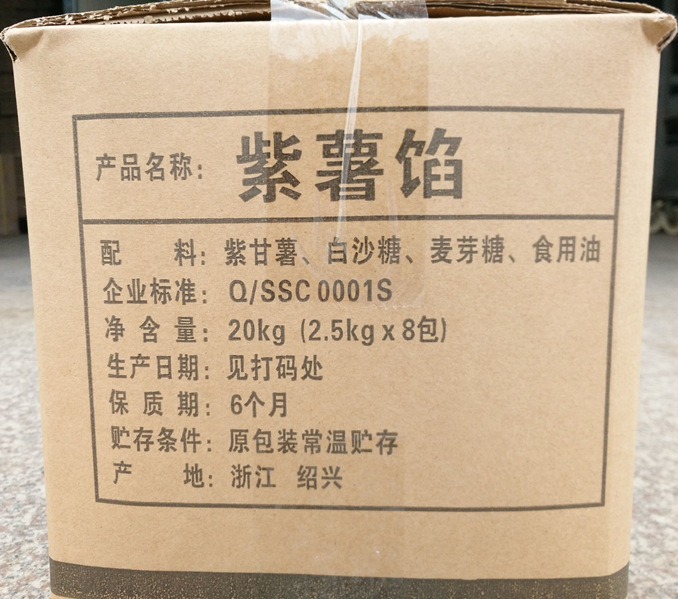 产品名称：紫薯馅
配料：紫甘薯、白沙糖、麦芽糖、食用油
企业标准：Q/SSC 0001S
净含量：20kg (2.5kg x 8包)
生产日期：见打码处
保质期：6个月
贮存条件：原包装常温贮存
产地：浙江 绍兴